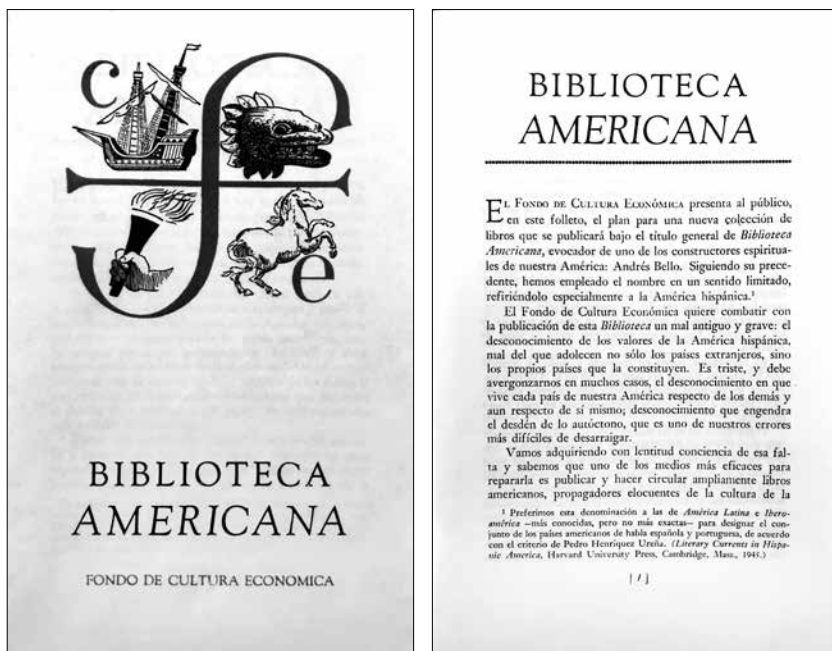 c f
e
BIBLIOTECA
AMERICANA
FONDO DE CULTURA ECONOMICA
BIBLIOTECA
AMERICANA
EL FONDO DE CULTURA ECONÓMICA presenta al público,
en este folleto, el plan para una nueva colección de
libros que se publicará bajo el título general de Biblioteca
Americana, evocador de uno de los constructores espiritua-
les de nuestra América: Andrés Bello. Siguiendo su prece-
dente, hemos empleado el nombre en un sentido limitado,
refiriéndolo especialmente a la América hispánica.¹
El Fondo de Cultura Económica quiere combatir con
la publicación de esta Biblioteca un mal antiguo y grave: el
desconocimiento de los valores de la América hispánica,
mal del que adolecen no sólo los países extranjeros, sino
los propios países que la constituyen. Es triste, y debe
avergonzarnos en muchos casos, el desconocimiento en que
vive cada país de nuestra América respecto de los demás y
aun respecto de sí mismo; desconocimiento que engendra
el desdén de lo autóctono, que es uno de nuestros errores
más difíciles de desarraigar.
Vamos adquiriendo con lentitud conciencia de esa fal-
ta y sabemos que uno de los medios más eficaces para
repararla es publicar y hacer circular ampliamente libros
americanos, propagadores elocuentes de la cultura de la
¹ Preferimos esta denominación a las de América Latina e Ibero-
américa —más conocidas, pero no más exactas— para designar el con-
junto de los países americanos de habla española y portuguesa, de acuerdo
con el criterio de Pedro Henríquez Ureña. (Literary Currents in Hispa-
nic America, Harvard University Press, Cambridge, Mass., 1945.)
[1]